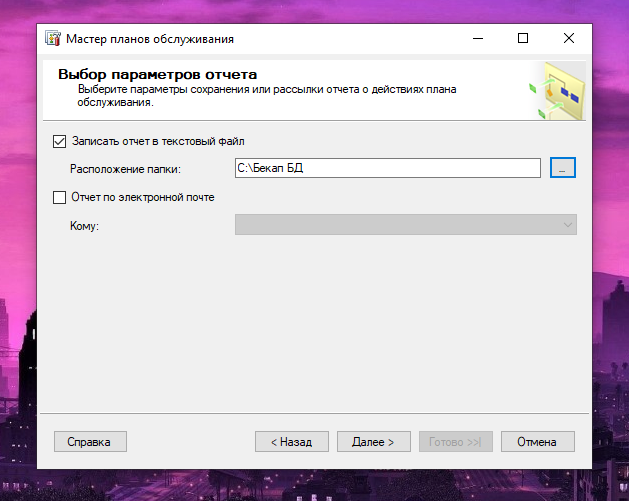 Мастер планов обслуживания
Выбор параметров отчета
Выберите параметры сохранения или рассылки отчета о действиях плана
обслуживания.
Записать отчет в текстовый файл
Расположение папки:
C:\Бекап БД
...
Отчет по электронной почте
Кому:
Справка
< Назад
Далее >
Готово >>|
Отмена